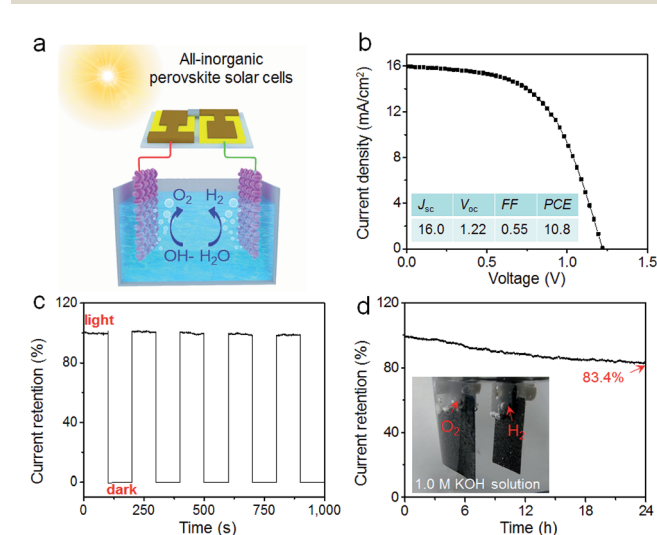 a
All-inorganic
perovskite solar cells
O2 H2
OH- H2O
b
Current density (mA/cm²)
16
12
8
4
0
Jsc Voc FF PCE
16.0 1.22 0.55 10.8
0.0 0.5 1.0 1.5
Voltage (V)
c
Current retention (%)
120
80
40
0
light
dark
0 250 500 750 1,000
Time (s)
d
Current retention (%)
120
80
40
0
83.4%
O2 H2
1.0 M KOH solution
0 6 12 18 24
Time (h)